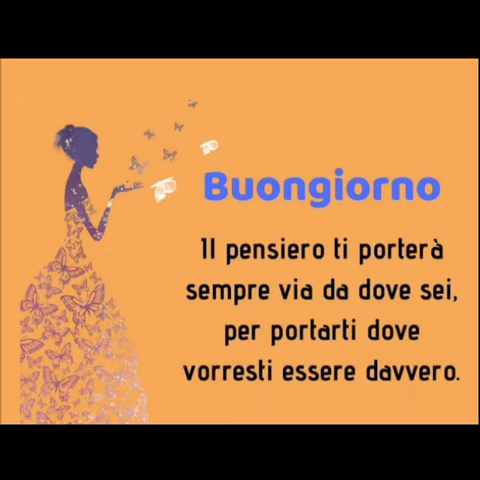 Buongiorno
Il pensiero ti porterà
sempre via da dove sei,
per portarti dove
vorresti essere davvero.